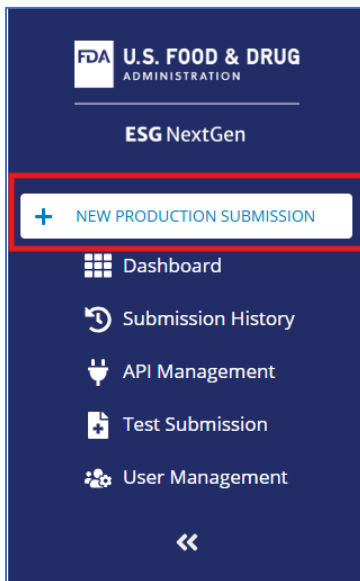 FDA U.S. FOOD & DRUG
ADMINISTRATION
ESG NextGen
+ NEW PRODUCTION SUBMISSION
Dashboard
Submission History
API Management
Test Submission
User Management